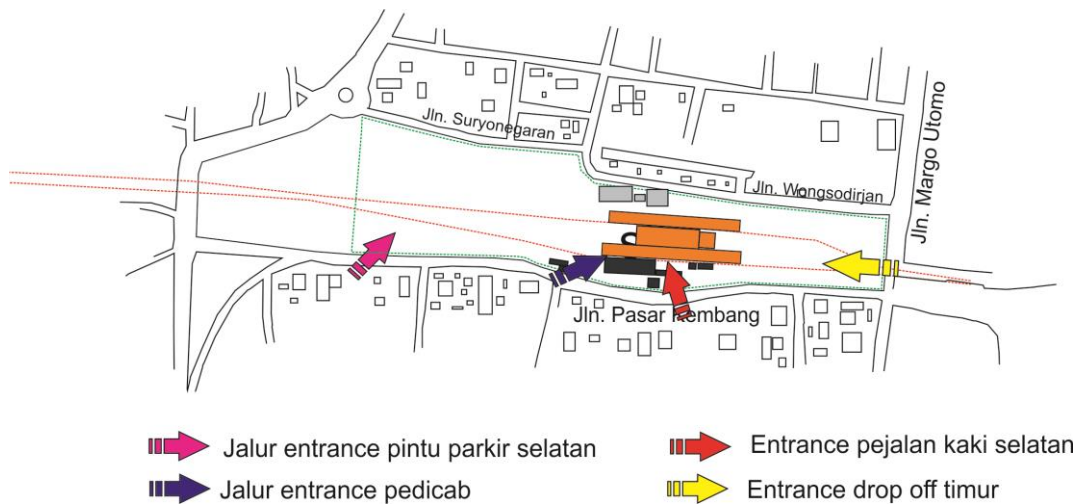 Jln. Suryonegaran
Jln. Wongsodirjan
Jln. Margo Utomo
Jln. Pasar Kembang
Jalur entrance pintu parkir selatan
Entrance pejalan kaki selatan
Jalur entrance pedicab
Entrance drop off timur